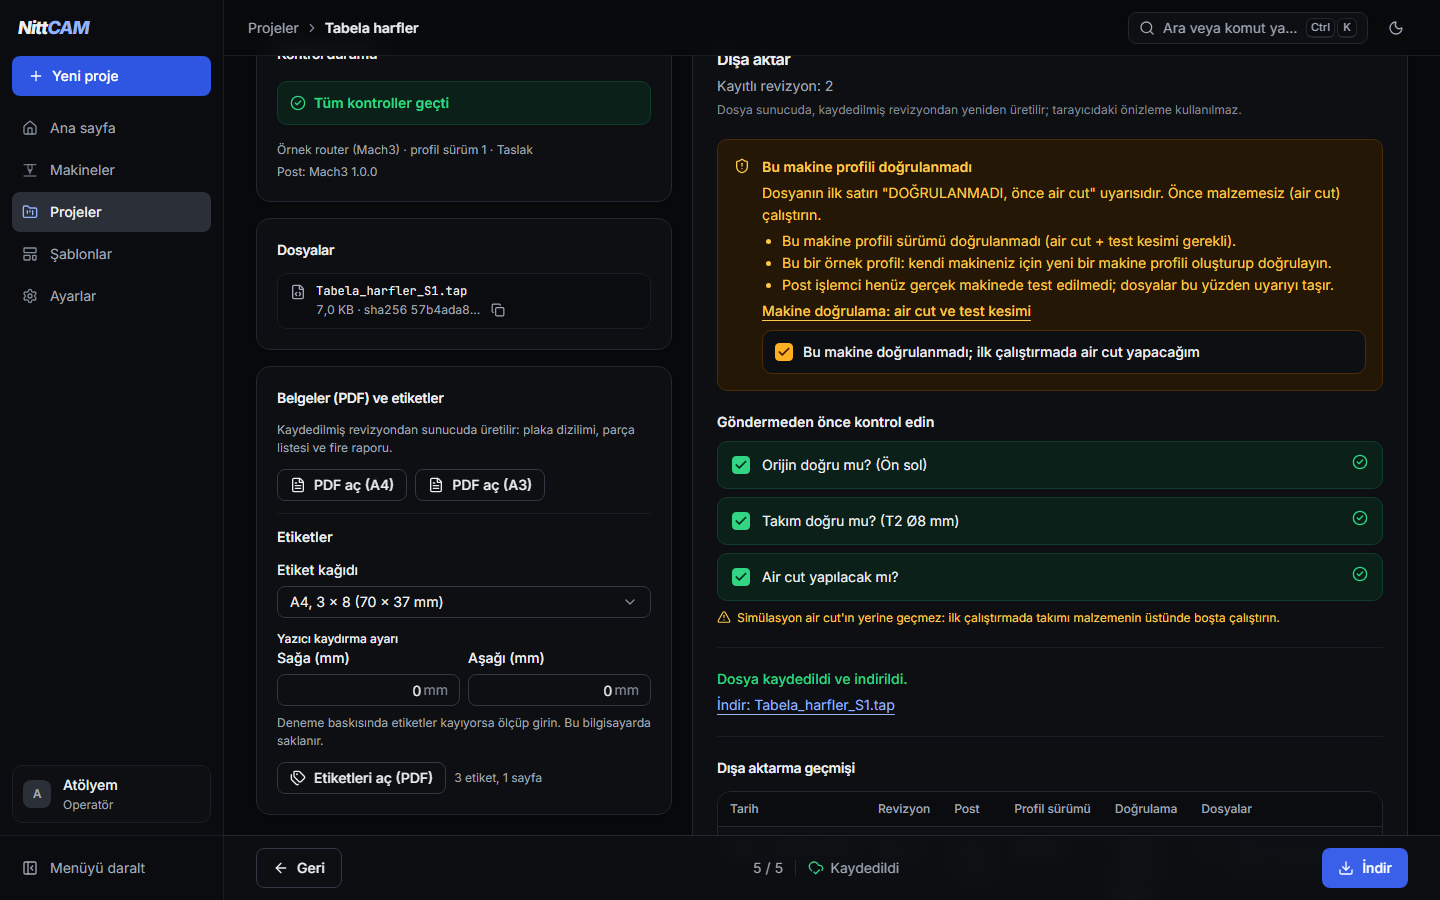 NittCAM
Yeni proje
Ana sayfa
Makineler
Projeler
Şablonlar
Ayarlar
A
Atölyem
Operatör
Menüyü daralt
Projeler > Tabela harfler
Ara veya komut ya... Ctrl K
Kontrol durumu
Tüm kontroller geçti
Örnek router (Mach3) · profil sürüm 1 · Taslak
Post: Mach3 1.0.0
Dosyalar
Tabela_harfler_S1.tap
7,0 KB · sha256 57b4ada8...
Belgeler (PDF) ve etiketler
Kaydedilmiş revizyondan sunucuda üretilir: plaka dizilimi, parça
listesi ve fire raporu.
PDF aç (A4) PDF aç (A3)
Etiketler
Etiket kağıdı
A4, 3 × 8 (70 × 37 mm)
Yazıcı kaydırma ayarı
Sağa (mm) Aşağı (mm)
0 mm 0 mm
Deneme baskısında etiketler kayıyorsa ölçüp girin. Bu bilgisayarda
saklanır.
Etiketleri aç (PDF) 3 etiket, 1 sayfa
Dışa aktar
Kayıtlı revizyon: 2
Dosya sunucuda, kaydedilmiş revizyondan yeniden üretilir; tarayıcıdaki önizleme kullanılmaz.
Bu makine profili doğrulanmadı
Dosyanın ilk satırı "DOĞRULANMADI, önce air cut" uyarısıdır. Önce malzemesiz (air cut)
çalıştırın.
• Bu makine profili sürümü doğrulanmadı (air cut + test kesimi gerekli).
• Bu bir örnek profil: kendi makineniz için yeni bir makine profili oluşturup doğrulayın.
• Post işlemci henüz gerçek makinede test edilmedi; dosyalar bu yüzden uyarıyı taşır.
Makine doğrulama: air cut ve test kesimi
Bu makine doğrulanmadı; ilk çalıştırmada air cut yapacağım
Göndermeden önce kontrol edin
Orijin doğru mu? (Ön sol)
Takım doğru mu? (T2 Ø8 mm)
Air cut yapılacak mı?
Simülasyon air cut'ın yerine geçmez: ilk çalıştırmada takımı malzemenin üstünde boşta çalıştırın.
Dosya kaydedildi ve indirildi.
İndir: Tabela_harfler_S1.tap
Dışa aktarma geçmişi
Tarih Revizyon Post Profil sürümü Doğrulama Dosyalar
Geri
5 / 5
Kaydedildi
İndir